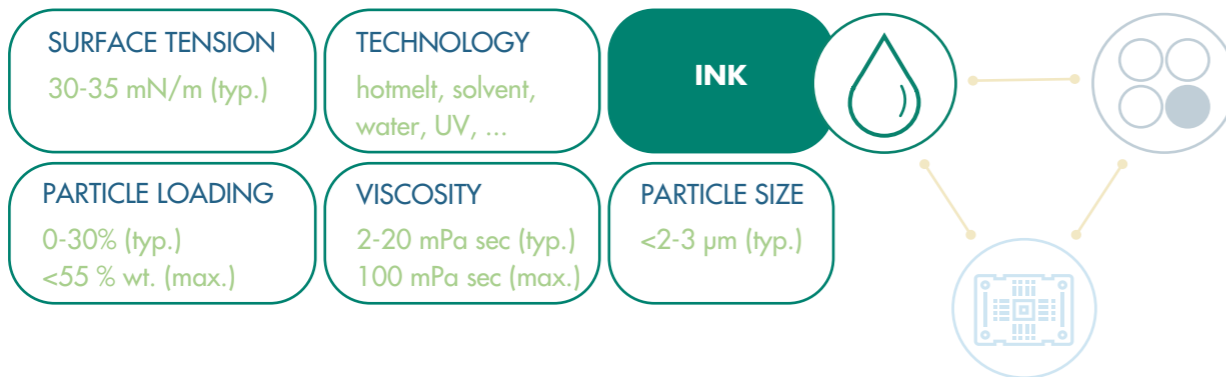 SURFACE TENSION
30-35 mN/m (typ.)
TECHNOLOGY
hotmelt, solvent,
water, UV, ...
INK
PARTICLE LOADING
0-30% (typ.)
<55 % wt. (max.)
VISCOSITY
2-20 mPa sec (typ.)
100 mPa sec (max.)
PARTICLE SIZE
<2-3 µm (typ.)